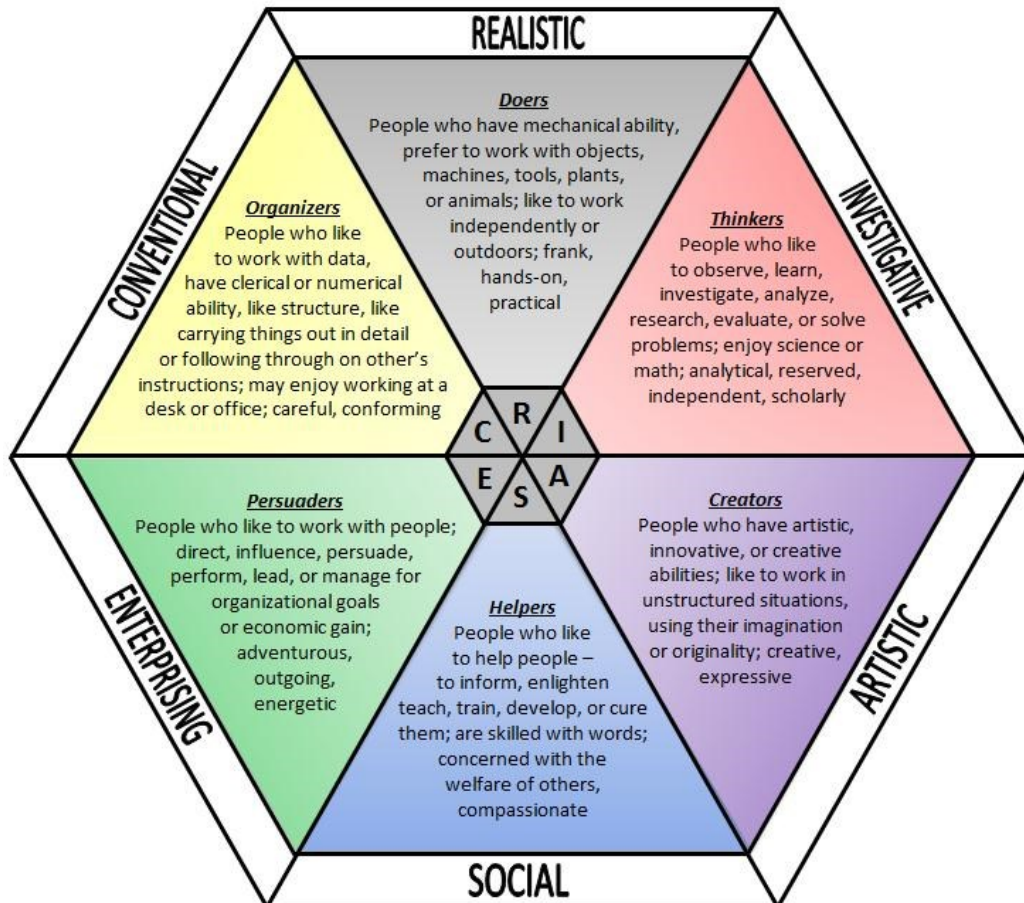 REALISTIC
Doers
People who have mechanical ability,
prefer to work with objects,
machines, tools, plants,
or animals; like to work
independently or
outdoors; frank,
hands-on,
practical
INVESTIGATIVE
Thinkers
People who like
to observe, learn,
investigate, analyze,
research, evaluate, or solve
problems; enjoy science or
math; analytical, reserved,
independent, scholarly
ARTISTIC
Creators
People who have artistic,
innovative, or creative
abilities; like to work in
unstructured situations,
using their imagination
or originality; creative,
expressive
SOCIAL
Helpers
People who like
to help people –
to inform, enlighten
teach, train, develop, or cure
them; are skilled with words;
concerned with the
welfare of others,
compassionate
ENTERPRISING
Persuaders
People who like to work with people;
direct, influence, persuade,
perform, lead, or manage for
organizational goals
or economic gain;
adventurous,
outgoing,
energetic
CONVENTIONAL
Organizers
People who like
to work with data,
have clerical or numerical
ability, like structure, like
carrying things out in detail
or following through on other's
instructions; may enjoy working at a
desk or office; careful, conforming
R
I
A
S
E
C